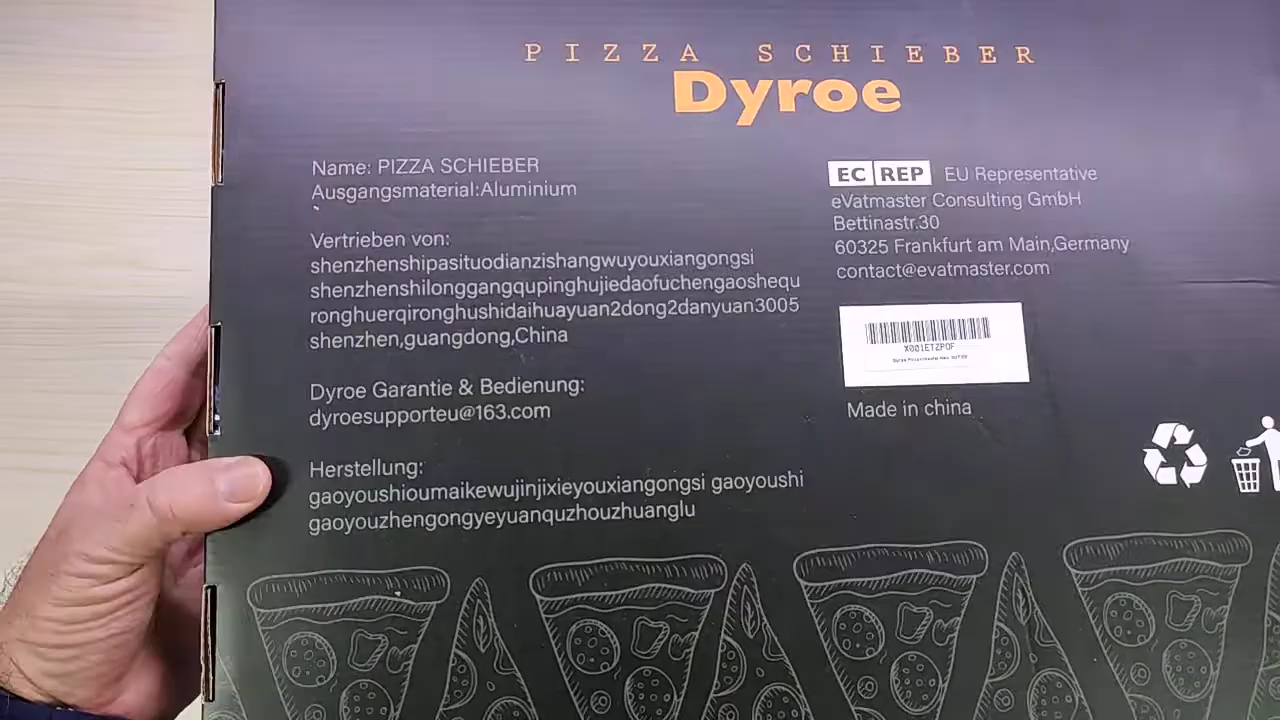 PIZZA SCHIEBER
Dyroe
Name: PIZZA SCHIEBER
Ausgangsmaterial:Aluminium
Vertrieben von:
shenzhenshipasituodianzishangwuyouxiangongsi
shenzhenshilonggangqupinghujiedaofuchengaoshequ
ronghuerqironghushidaihuayuan2dong2danyuan3005
shenzhen,guangdong,China
Dyroe Garantie & Bedienung:
dyroesupporteu@163.com
Herstellung:
gaoyoushioumaikewujinjixieyouxiangongsi gaoyoushi
gaoyouzhengongyeyuanquzhouzhuanglu
EC REP EU Representative
eVatmaster Consulting GmbH
Bettinastr.30
60325 Frankfurt am Main,Germany
contact@evatmaster.com
X001ETZPOF
Made in china